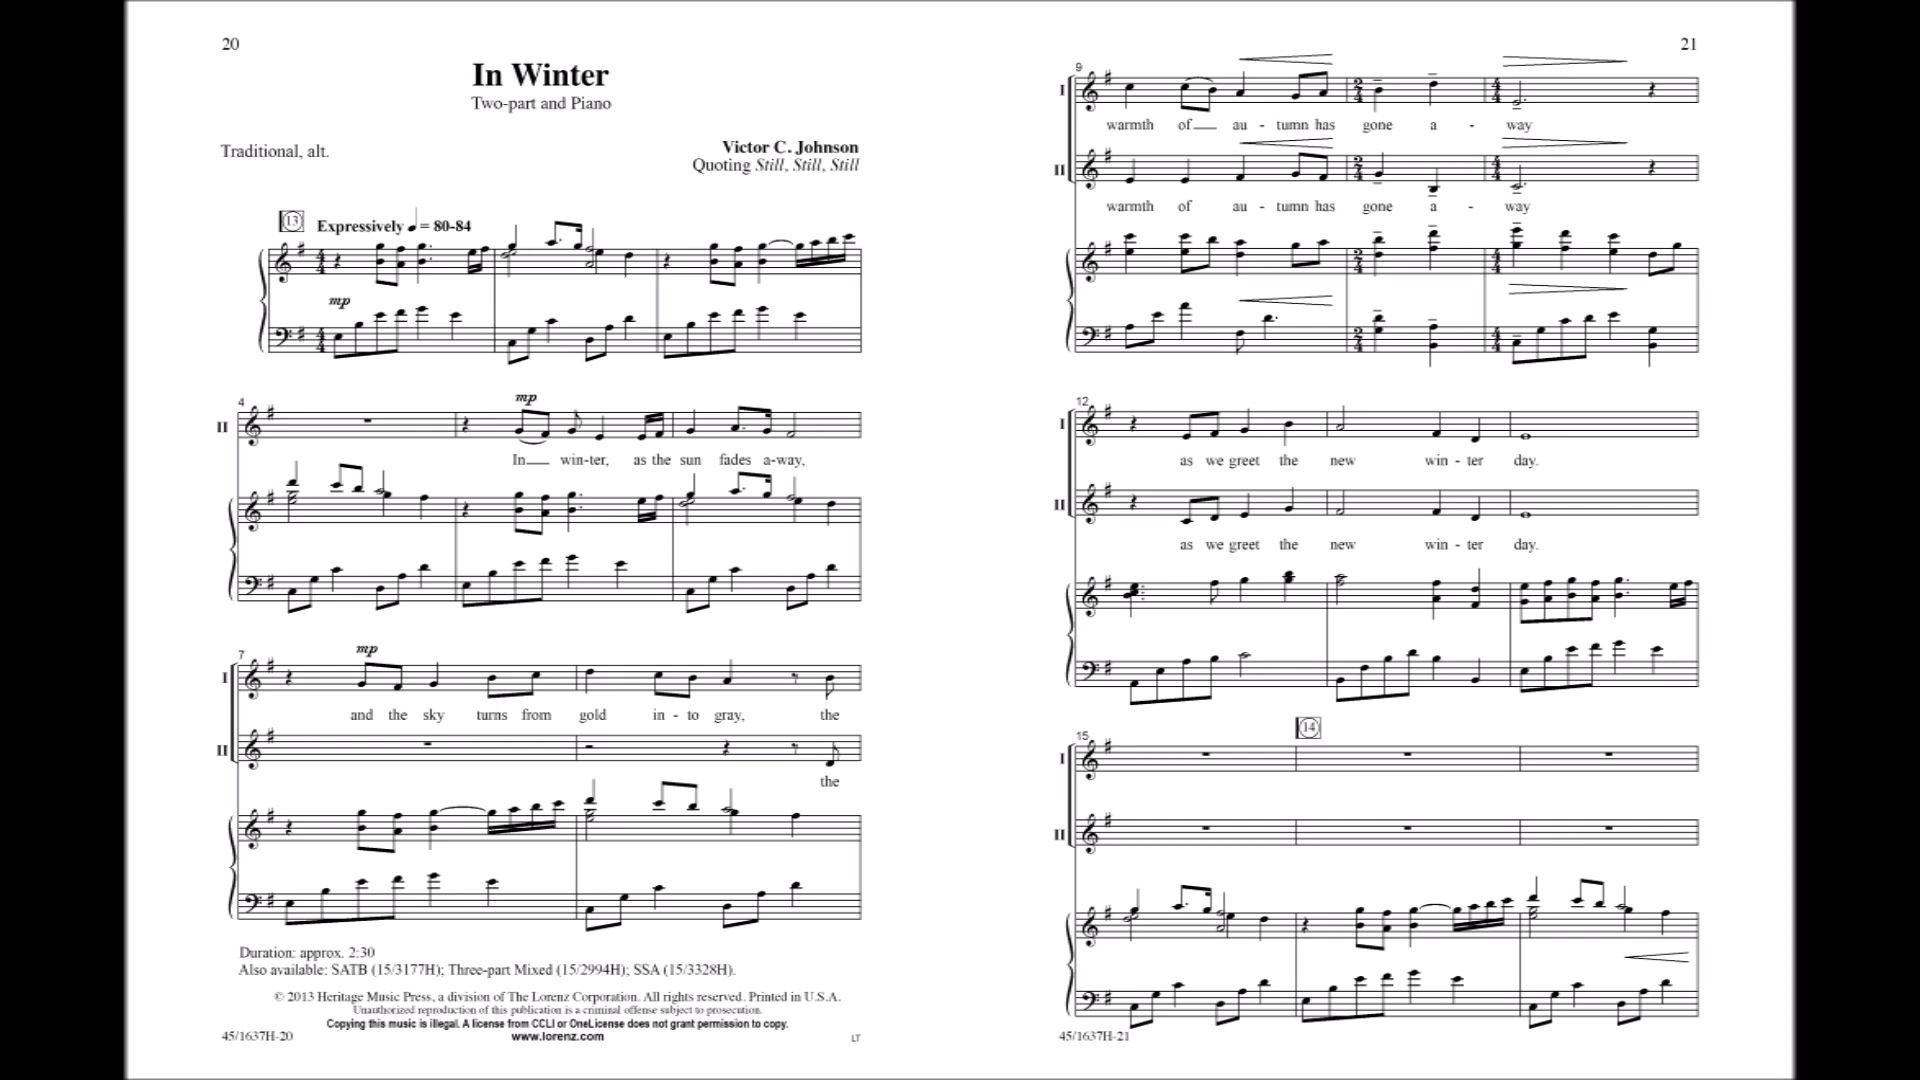 20
In Winter
Two-part and Piano
Traditional, alt.
Victor C. Johnson
Quoting Still, Still, Still
13
Expressively ♩ = 80-84
mp
4
mp
II
In__ win-ter, as the sun fades a-way,
7
mp
I
and the sky turns from gold in - to gray, the
II
the
Duration: approx. 2:30
Also available: SATB (15/3177H); Three-part Mixed (15/2994H); SSA (15/3328H).
© 2013 Heritage Music Press, a division of The Lorenz Corporation. All rights reserved. Printed in U.S.A.
Unauthorized reproduction of this publication is a criminal offense subject to prosecution.
Copying this music is illegal. A license from CCLI or OneLicense does not grant permission to copy.
www.lorenz.com
45/1637H-20
LT
21
9
I
warmth of__ au - tumn has gone a - way
II
warmth of au - tumn has gone a - way
12
I
as we greet the new win - ter day.
II
as we greet the new win - ter day.
14
15
I
II
45/1637H-21